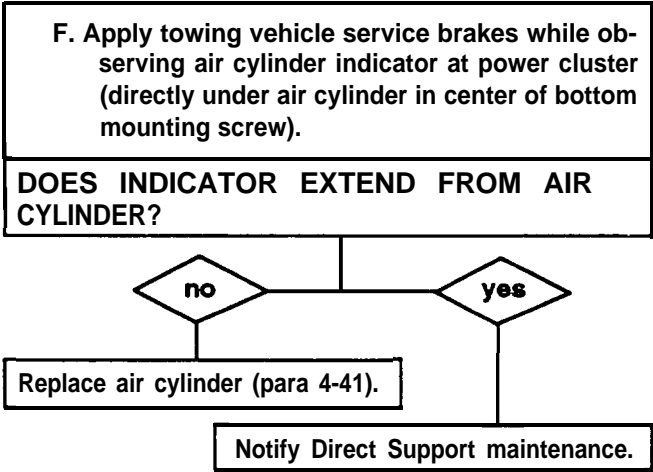 F. Apply towing vehicle service brakes while ob-
serving air cylinder indicator at power cluster
(directly under air cylinder in center of bottom
mounting screw).
DOES INDICATOR EXTEND FROM AIR
CYLINDER?
no
yes
Replace air cylinder (para 4-41).
Notify Direct Support maintenance.